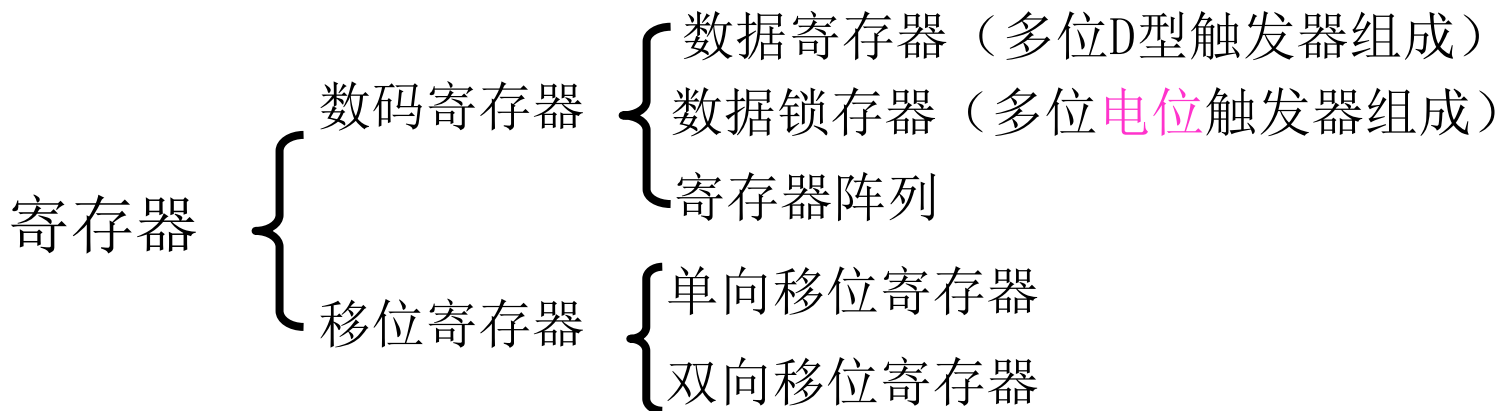 数据寄存器（多位D型触发器组成）
数码寄存器
数据锁存器（多位电位触发器组成）
寄存器阵列
寄存器
单向移位寄存器
移位寄存器
双向移位寄存器